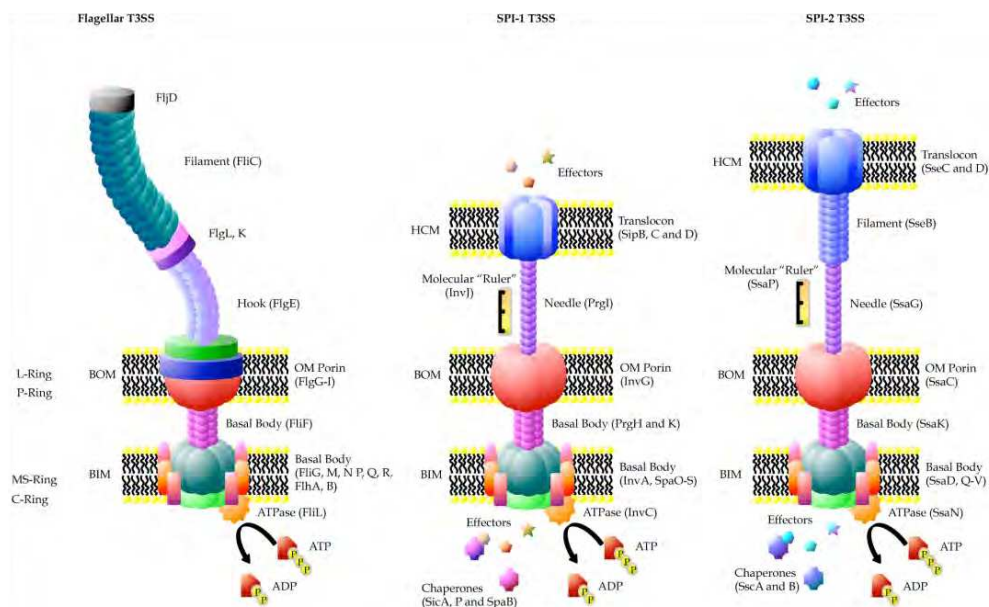 Flagellar T3SS
FljD
Filament (FliC)
FlgL, K
Hook (FlgE)
L-Ring
P-Ring
BOM
OM Porin
(FlgG-I)
Basal Body (FliF)
MS-Ring
C-Ring
BIM
Basal Body
(FliG, M, N P, Q, R,
FlhA, B)
ATPase (FliL)
ATP
P
P
P
ADP
P
P
SPI-1 T3SS
Effectors
HCM
Translocon
(SipB, C and D)
Molecular "Ruler"
(InvJ)
Needle (PrgI)
BOM
OM Porin
(InvG)
Basal Body (PrgH and K)
BIM
Basal Body
(InvA, SpaO-S)
ATPase (InvC)
Effectors
Chaperones
(SicA, P and SpaB)
ATP
P
P
P
ADP
P
P
SPI-2 T3SS
Effectors
HCM
Translocon
(SseC and D)
Filament (SseB)
Molecular "Ruler"
(SsaP)
Needle (SsaG)
BOM
OM Porin
(SsaC)
Basal Body (SsaK)
BIM
Basal Body
(SsaD, Q-V)
ATPase (SsaN)
Effectors
Chaperones
(SscA and B)
ATP
P
P
P
ADP
P
P